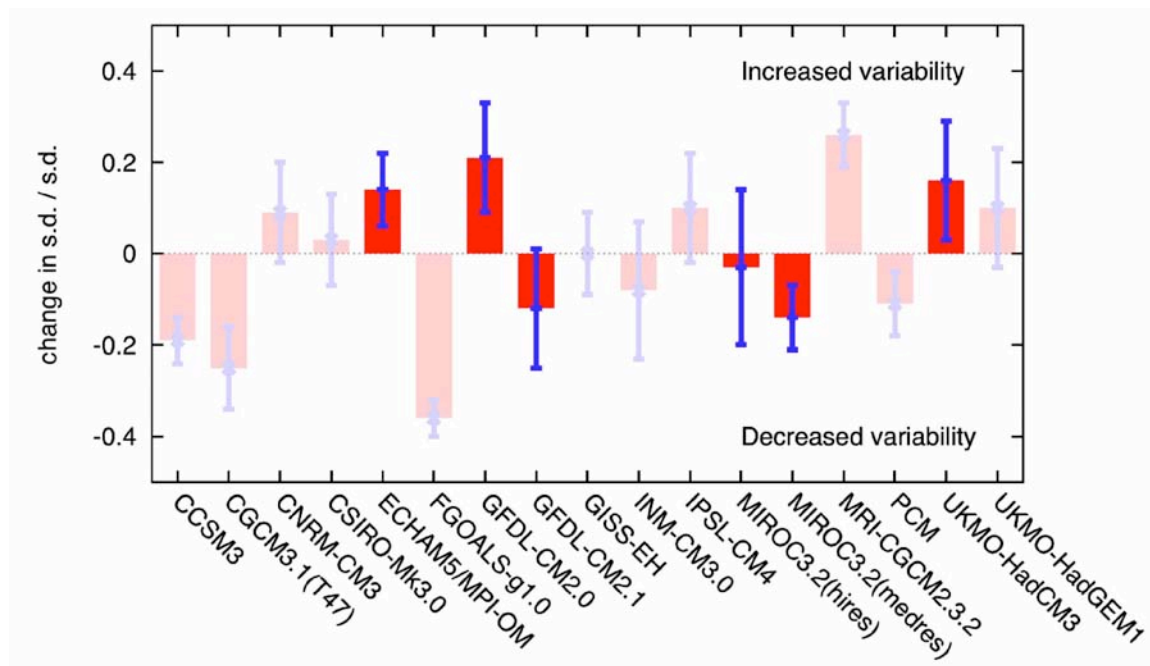 Increased variability
0.4
0.2
0
-0.2
-0.4
change in s.d. / s.d.
Decreased variability
CCSM3
CGCM3.1(T47)
CNRM-CM3
CSIRO-Mk3.0
ECHAM5/MPI-OM
FGOALS-g1.0
GFDL-CM2.0
GFDL-CM2.1
GISS-EH
INM-CM3.0
IPSL-CM4
MIROC3.2(hires)
MIROC3.2(medres)
MRI-CGCM2.3.2
PCM
UKMO-HadCM3
UKMO-HadGEM1